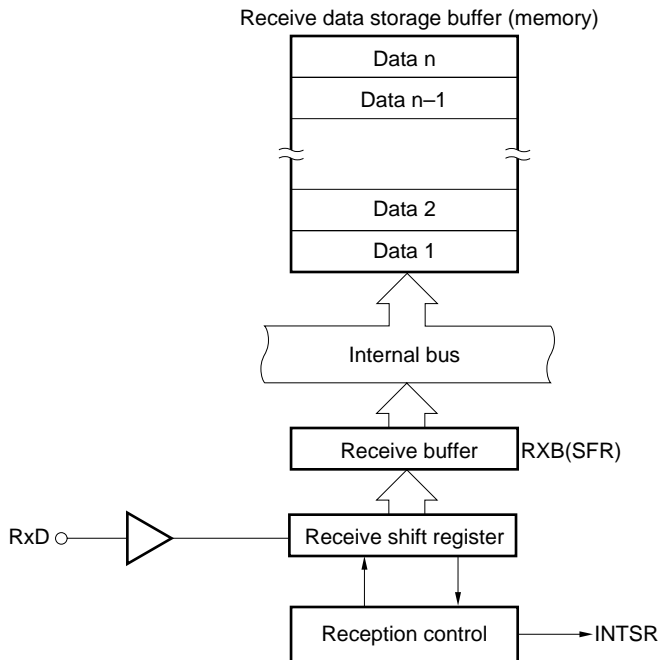 Receive data storage buffer (memory)
Data n
Data n–1
Data 2
Data 1
Internal bus
Receive buffer
RXB(SFR)
RxD
Receive shift register
Reception control
INTSR